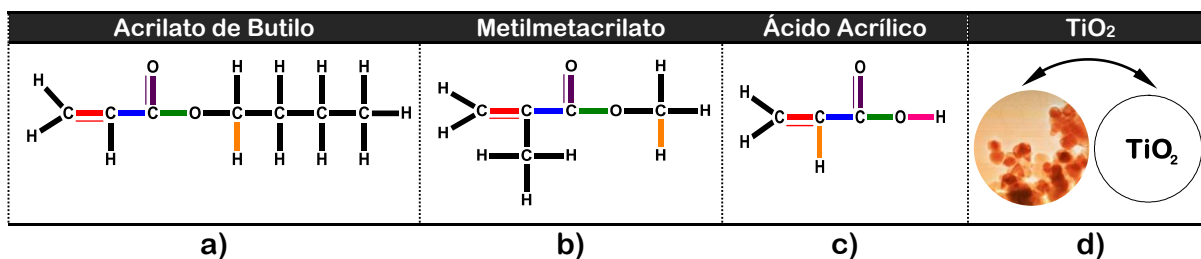 Acrilato de Butilo
Metilmetacrilato
Ácido Acrílico
TiO₂
H O H H H H
C C C O C C C C H
H H H H H H
H O H
C C C O C H
H H
H C H
H
O
H
C C C O H
H H
TiO₂
a) b) c) d)